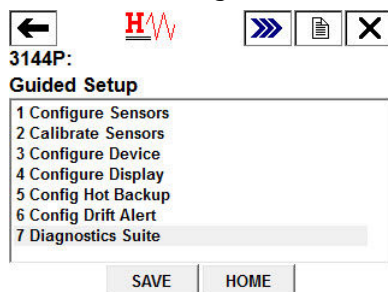 H
3144P:
Guided Setup
1 Configure Sensors
2 Calibrate Sensors
3 Configure Device
4 Configure Display
5 Config Hot Backup
6 Config Drift Alert
7 Diagnostics Suite
SAVE HOME